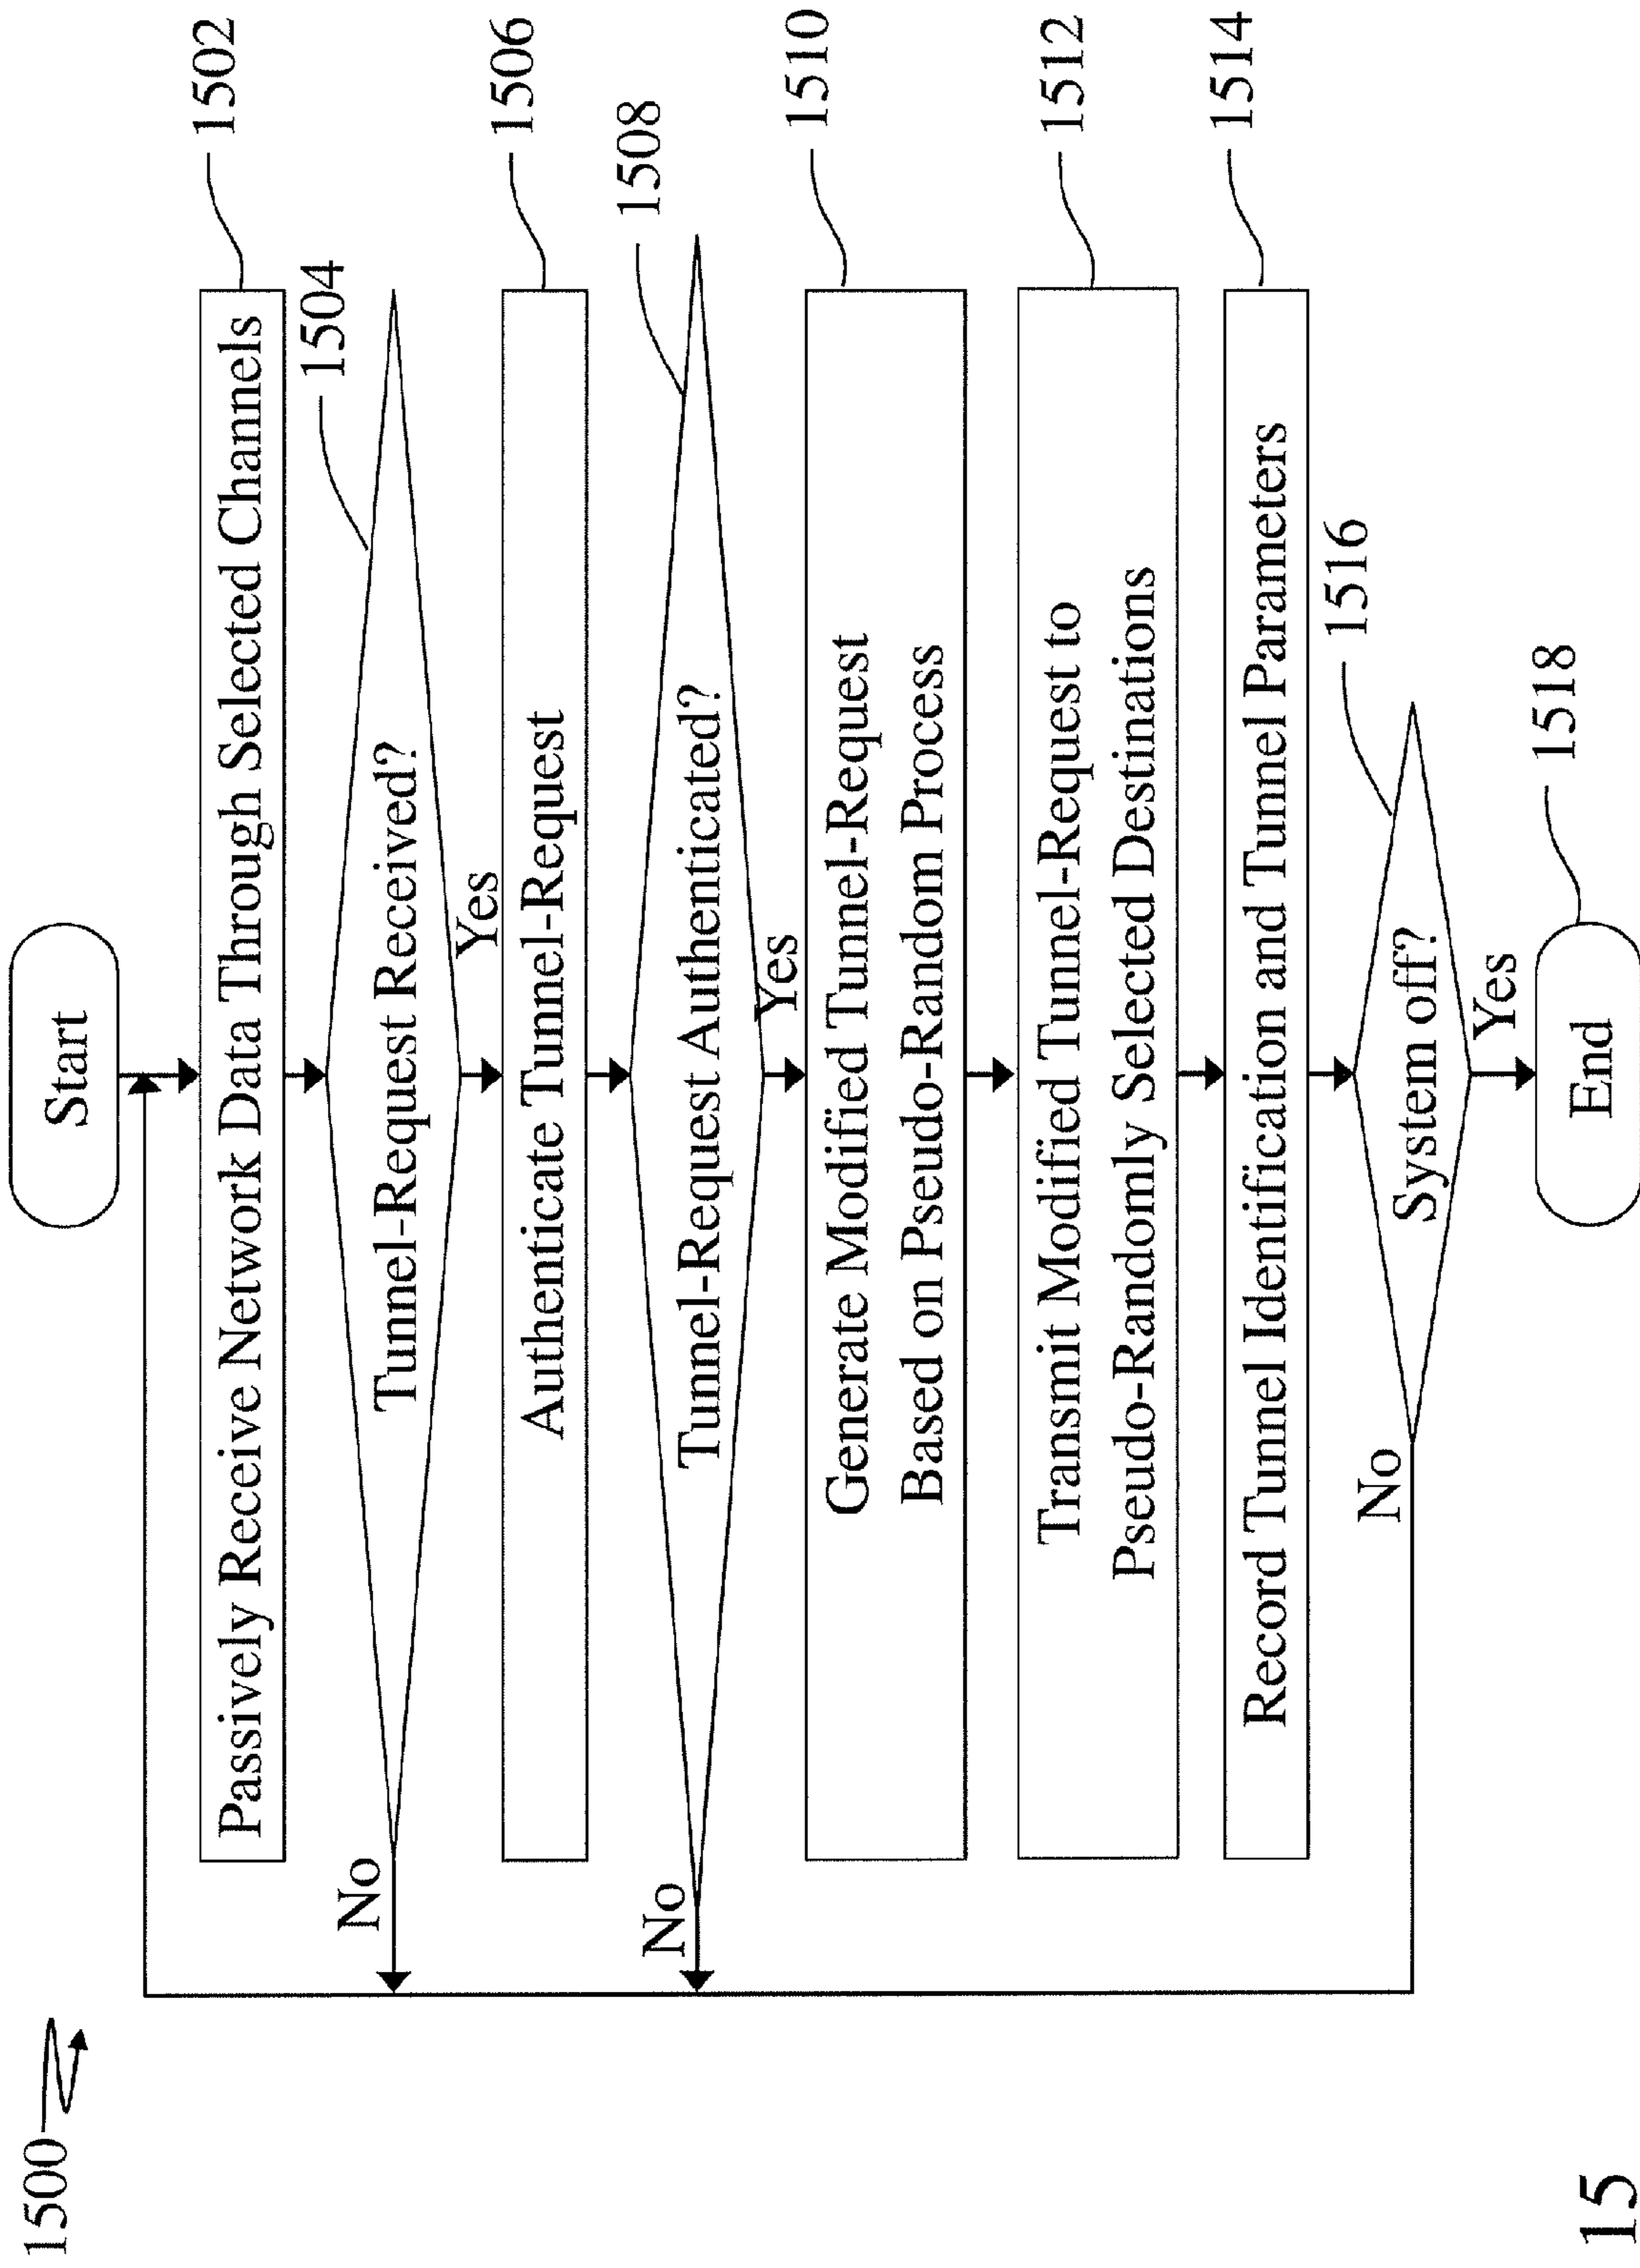 1500
Start
Passively Receive Network Data Through Selected Channels
1502
Tunnel-Request Received?
1504
No
Yes
Authenticate Tunnel-Request
1506
Tunnel-Request Authenticated?
1508
No
Yes
Generate Modified Tunnel-Request
Based on Pseudo-Random Process
1510
Transmit Modified Tunnel-Request to
Pseudo-Randomly Selected Destinations
1512
Record Tunnel Identification and Tunnel Parameters
1514
System off?
1516
No
Yes
End
1518
15